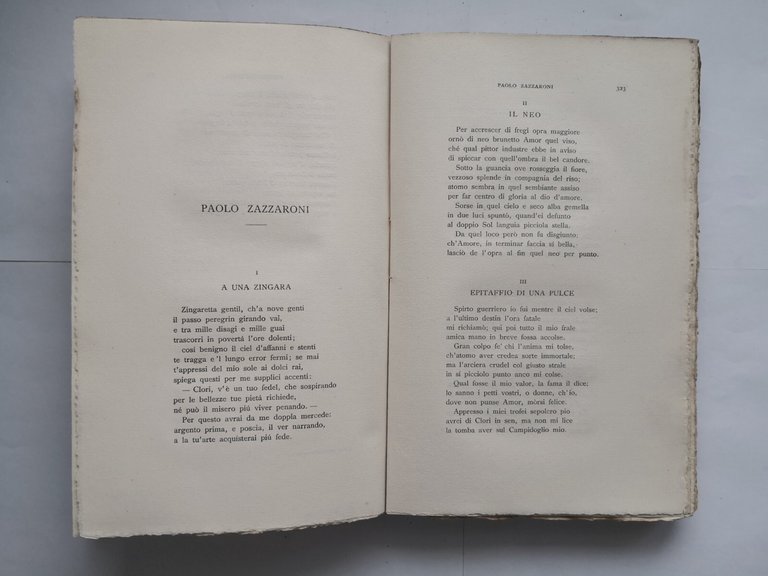 PAOLO ZAZZARONI
I
A UNA ZINGARA
Zingaretta gentil, ch'a nove genti
il passo peregrin girando vai,
e tra mille disagi e mille guai
trascorri in povertà l'ore dolenti;
cosí benigno il ciel d'affanni e stenti
te tragga e 'l lungo error fermi; se mai
t'appressi del mio sole ai dolci rai,
spiega questi per me supplici accenti:
— Clori, v'è un tuo fedel, che sospirando
per le bellezze tue pietà richiede,
né può il misero più viver penando. —
Per questo avrai da me doppia mercede:
argento prima, e poscia, il ver narrando,
a la tu'arte acquisterai più fede.
PAOLO ZAZZARONI
323
II
IL NEO
Per accrescer di fregi opra maggiore
ornò di neo brunetto Amor quel viso,
ché qual pittor industre ebbe in aviso
di spiccar con quell'ombra il bel candore.
Sotto la guancia ove rosseggia il fiore,
vezzoso splende in compagnia del riso;
atomo sembra in quel sembiante assiso
per far centro di gloria al dio d'amore.
Sorse in quel cielo e seco alba gemella
in due luci spuntò, quand'ei defunto
al doppio Sol languia picciola stella.
Da quel loco però non fu disgiunto;
ch'Amore, in terminar faccia sí bella,
lasciò de l'opra al fin quel neo per punto.
III
EPITAFFIO DI UNA PULCE
Spirto guerriero io fui mestre il ciel volse;
a l'ultimo destin l'ora fatale
mi richiamò; qui poi tutto il mio frale
amica mano in breve fossa accolse.
Gran colpo fe' chi l'anima mi tolse,
ch'atomo aver credea sorte immortale;
ma l'arciera crudel col giusto strale
in sí picciolo punto anco mi colse.
Qual fosse il mio valor, la fama il dice;
lo sanno i petti vostri, o donne, ch'io,
dove non punse Amor, mòrsi felice.
Appresso i miei trofei sepolcro pio
avrei di Clori in sen, ma non mi lice
la tomba aver sul Campidoglio mio.